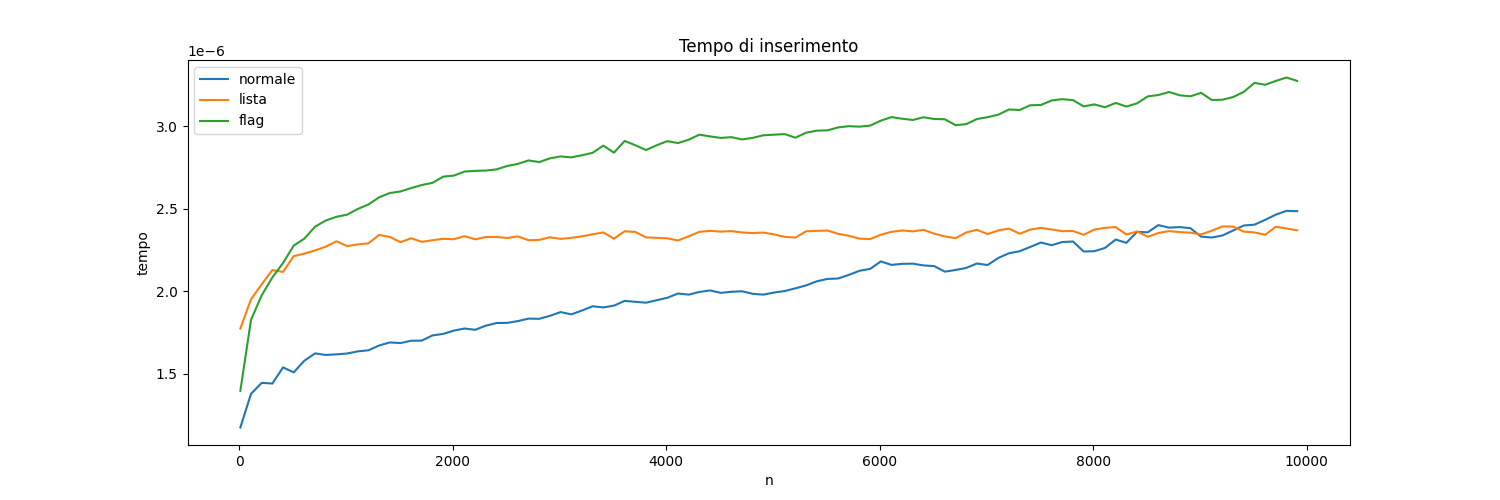 Tempo di inserimento
1e−6
normale
lista
flag
3.0
2.5
2.0
1.5
tempo
0 2000 4000 6000 8000 10000
n